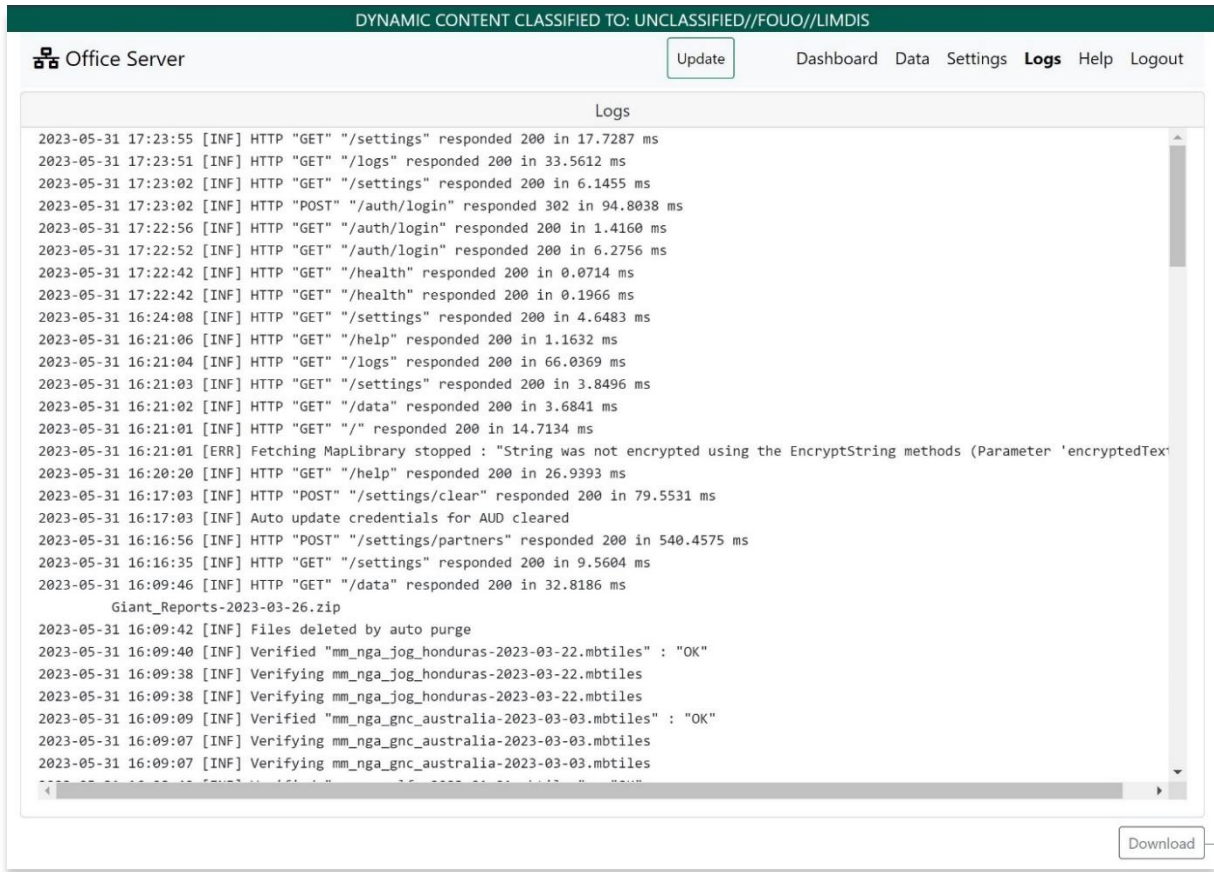 DYNAMIC CONTENT CLASSIFIED TO: UNCLASSIFIED//FOUO//LIMDIS
Office Server Update Dashboard Data Settings Logs Help Logout
Logs
2023-05-31 17:23:55 [INF] HTTP "GET" "/settings" responded 200 in 17.7287 ms
2023-05-31 17:23:51 [INF] HTTP "GET" "/logs" responded 200 in 33.5612 ms
2023-05-31 17:23:02 [INF] HTTP "GET" "/settings" responded 200 in 6.1455 ms
2023-05-31 17:23:02 [INF] HTTP "POST" "/auth/login" responded 302 in 94.8038 ms
2023-05-31 17:22:56 [INF] HTTP "GET" "/auth/login" responded 200 in 1.4160 ms
2023-05-31 17:22:52 [INF] HTTP "GET" "/auth/login" responded 200 in 6.2756 ms
2023-05-31 17:22:42 [INF] HTTP "GET" "/health" responded 200 in 0.0714 ms
2023-05-31 17:22:42 [INF] HTTP "GET" "/health" responded 200 in 0.1966 ms
2023-05-31 16:24:08 [INF] HTTP "GET" "/settings" responded 200 in 4.6483 ms
2023-05-31 16:21:06 [INF] HTTP "GET" "/help" responded 200 in 1.1632 ms
2023-05-31 16:21:04 [INF] HTTP "GET" "/logs" responded 200 in 66.0369 ms
2023-05-31 16:21:03 [INF] HTTP "GET" "/settings" responded 200 in 3.8496 ms
2023-05-31 16:21:02 [INF] HTTP "GET" "/data" responded 200 in 3.6841 ms
2023-05-31 16:21:01 [INF] HTTP "GET" "/" responded 200 in 14.7134 ms
2023-05-31 16:21:01 [ERR] Fetching MapLibrary stopped : "String was not encrypted using the EncryptString methods (Parameter 'encryptedText
2023-05-31 16:20:20 [INF] HTTP "GET" "/help" responded 200 in 26.9393 ms
2023-05-31 16:17:03 [INF] HTTP "POST" "/settings/clear" responded 200 in 79.5531 ms
2023-05-31 16:17:03 [INF] Auto update credentials for AUD cleared
2023-05-31 16:16:56 [INF] HTTP "POST" "/settings/partners" responded 200 in 540.4575 ms
2023-05-31 16:16:35 [INF] HTTP "GET" "/settings" responded 200 in 9.5604 ms
2023-05-31 16:09:46 [INF] HTTP "GET" "/data" responded 200 in 32.8186 ms
Giant_Reports-2023-03-26.zip
2023-05-31 16:09:42 [INF] Files deleted by auto purge
2023-05-31 16:09:40 [INF] Verified "mm_nga_jog_honduras-2023-03-22.mbtiles" : "OK"
2023-05-31 16:09:38 [INF] Verifying mm_nga_jog_honduras-2023-03-22.mbtiles
2023-05-31 16:09:38 [INF] Verifying mm_nga_jog_honduras-2023-03-22.mbtiles
2023-05-31 16:09:09 [INF] Verified "mm_nga_gnc_australia-2023-03-03.mbtiles" : "OK"
2023-05-31 16:09:07 [INF] Verifying mm_nga_gnc_australia-2023-03-03.mbtiles
2023-05-31 16:09:07 [INF] Verifying mm_nga_gnc_australia-2023-03-03.mbtiles
Download